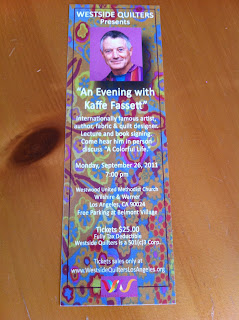 WESTSIDE QUILTERS
Presents
"An Evening with
Kaffe Fassett"
Internationally famous artist,
author, fabric & quilt designer.
Lecture and book signing.
Come hear him in person
discuss "A Colorful Life."
Monday, September 26, 2011
7:00 pm
Westwood United Methodist Church
Wilshire & Warner
Los Angeles, CA 90024
Free Parking at Belmont Village
Tickets $25.00
Fully Tax Deductible
Westside Quilters is a 501(c)3 Corp.
Tickets sales only at
www.WestsideQuiltersLosAngeles.org